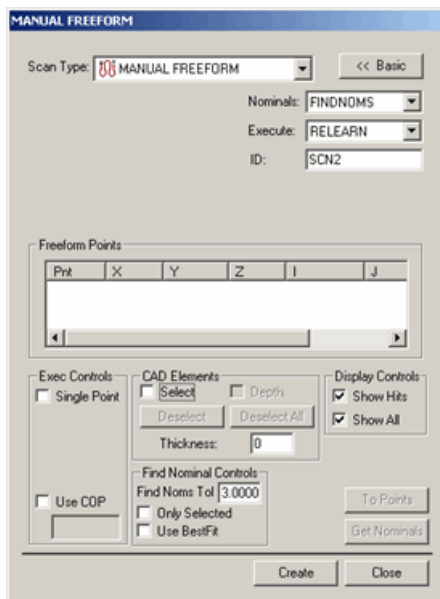 MANUAL FREEFORM
Scan Type: MANUAL FREEFORM << Basic
Nominals: FINDNOMS
Execute: RELEARN
ID: SCN2
Freeform Points
Pnt X Y Z I J
Exec Controls CAD Elements Display Controls
Single Point Select Depth Show Hits
Deselect Deselect All Show All
Thickness: 0
Find Nominal Controls
Find Noms Tol 3.0000
Use COP Only Selected To Points
Use BestFit Get Nominals
Create Close